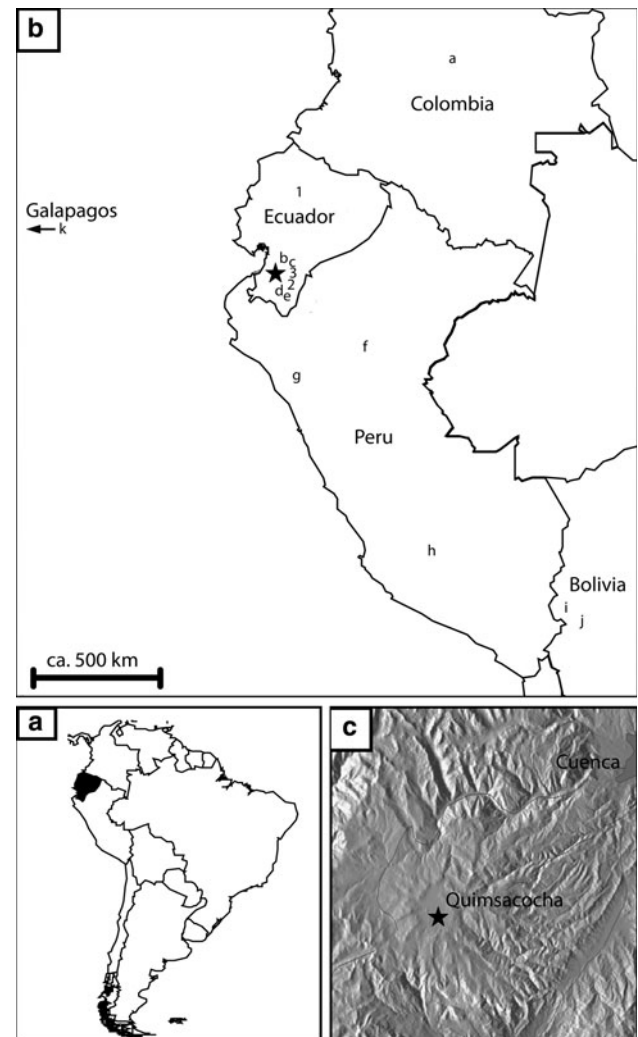 b
a
Colombia
1
Ecuador
Galapagos
k
b
c
3
2
d
e
f
g
Peru
h
Bolivia
i
j
ca. 500 km
a
c
Cuenca
Quimsacocha